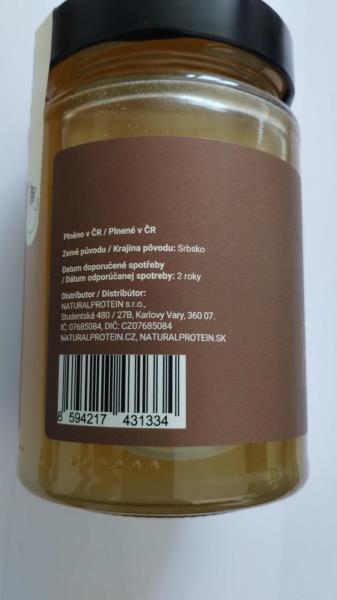 Plněno v ČR / Plnené v ČR
Země původu / Krajina pôvodu: Srbsko
Datum doporučené spotřeby
/ Dátum odporúčanej spotreby: 2 roky
Distributor / Distribútor:
NATURALPROTEIN s.r.o.,
Studentská 480 / 27B, Karlovy Vary, 360 07.
IČ: 07685084, DIČ: CZ07685084
NATURALPROTEIN.CZ, NATURALPROTEIN.SK
8 594217 431334